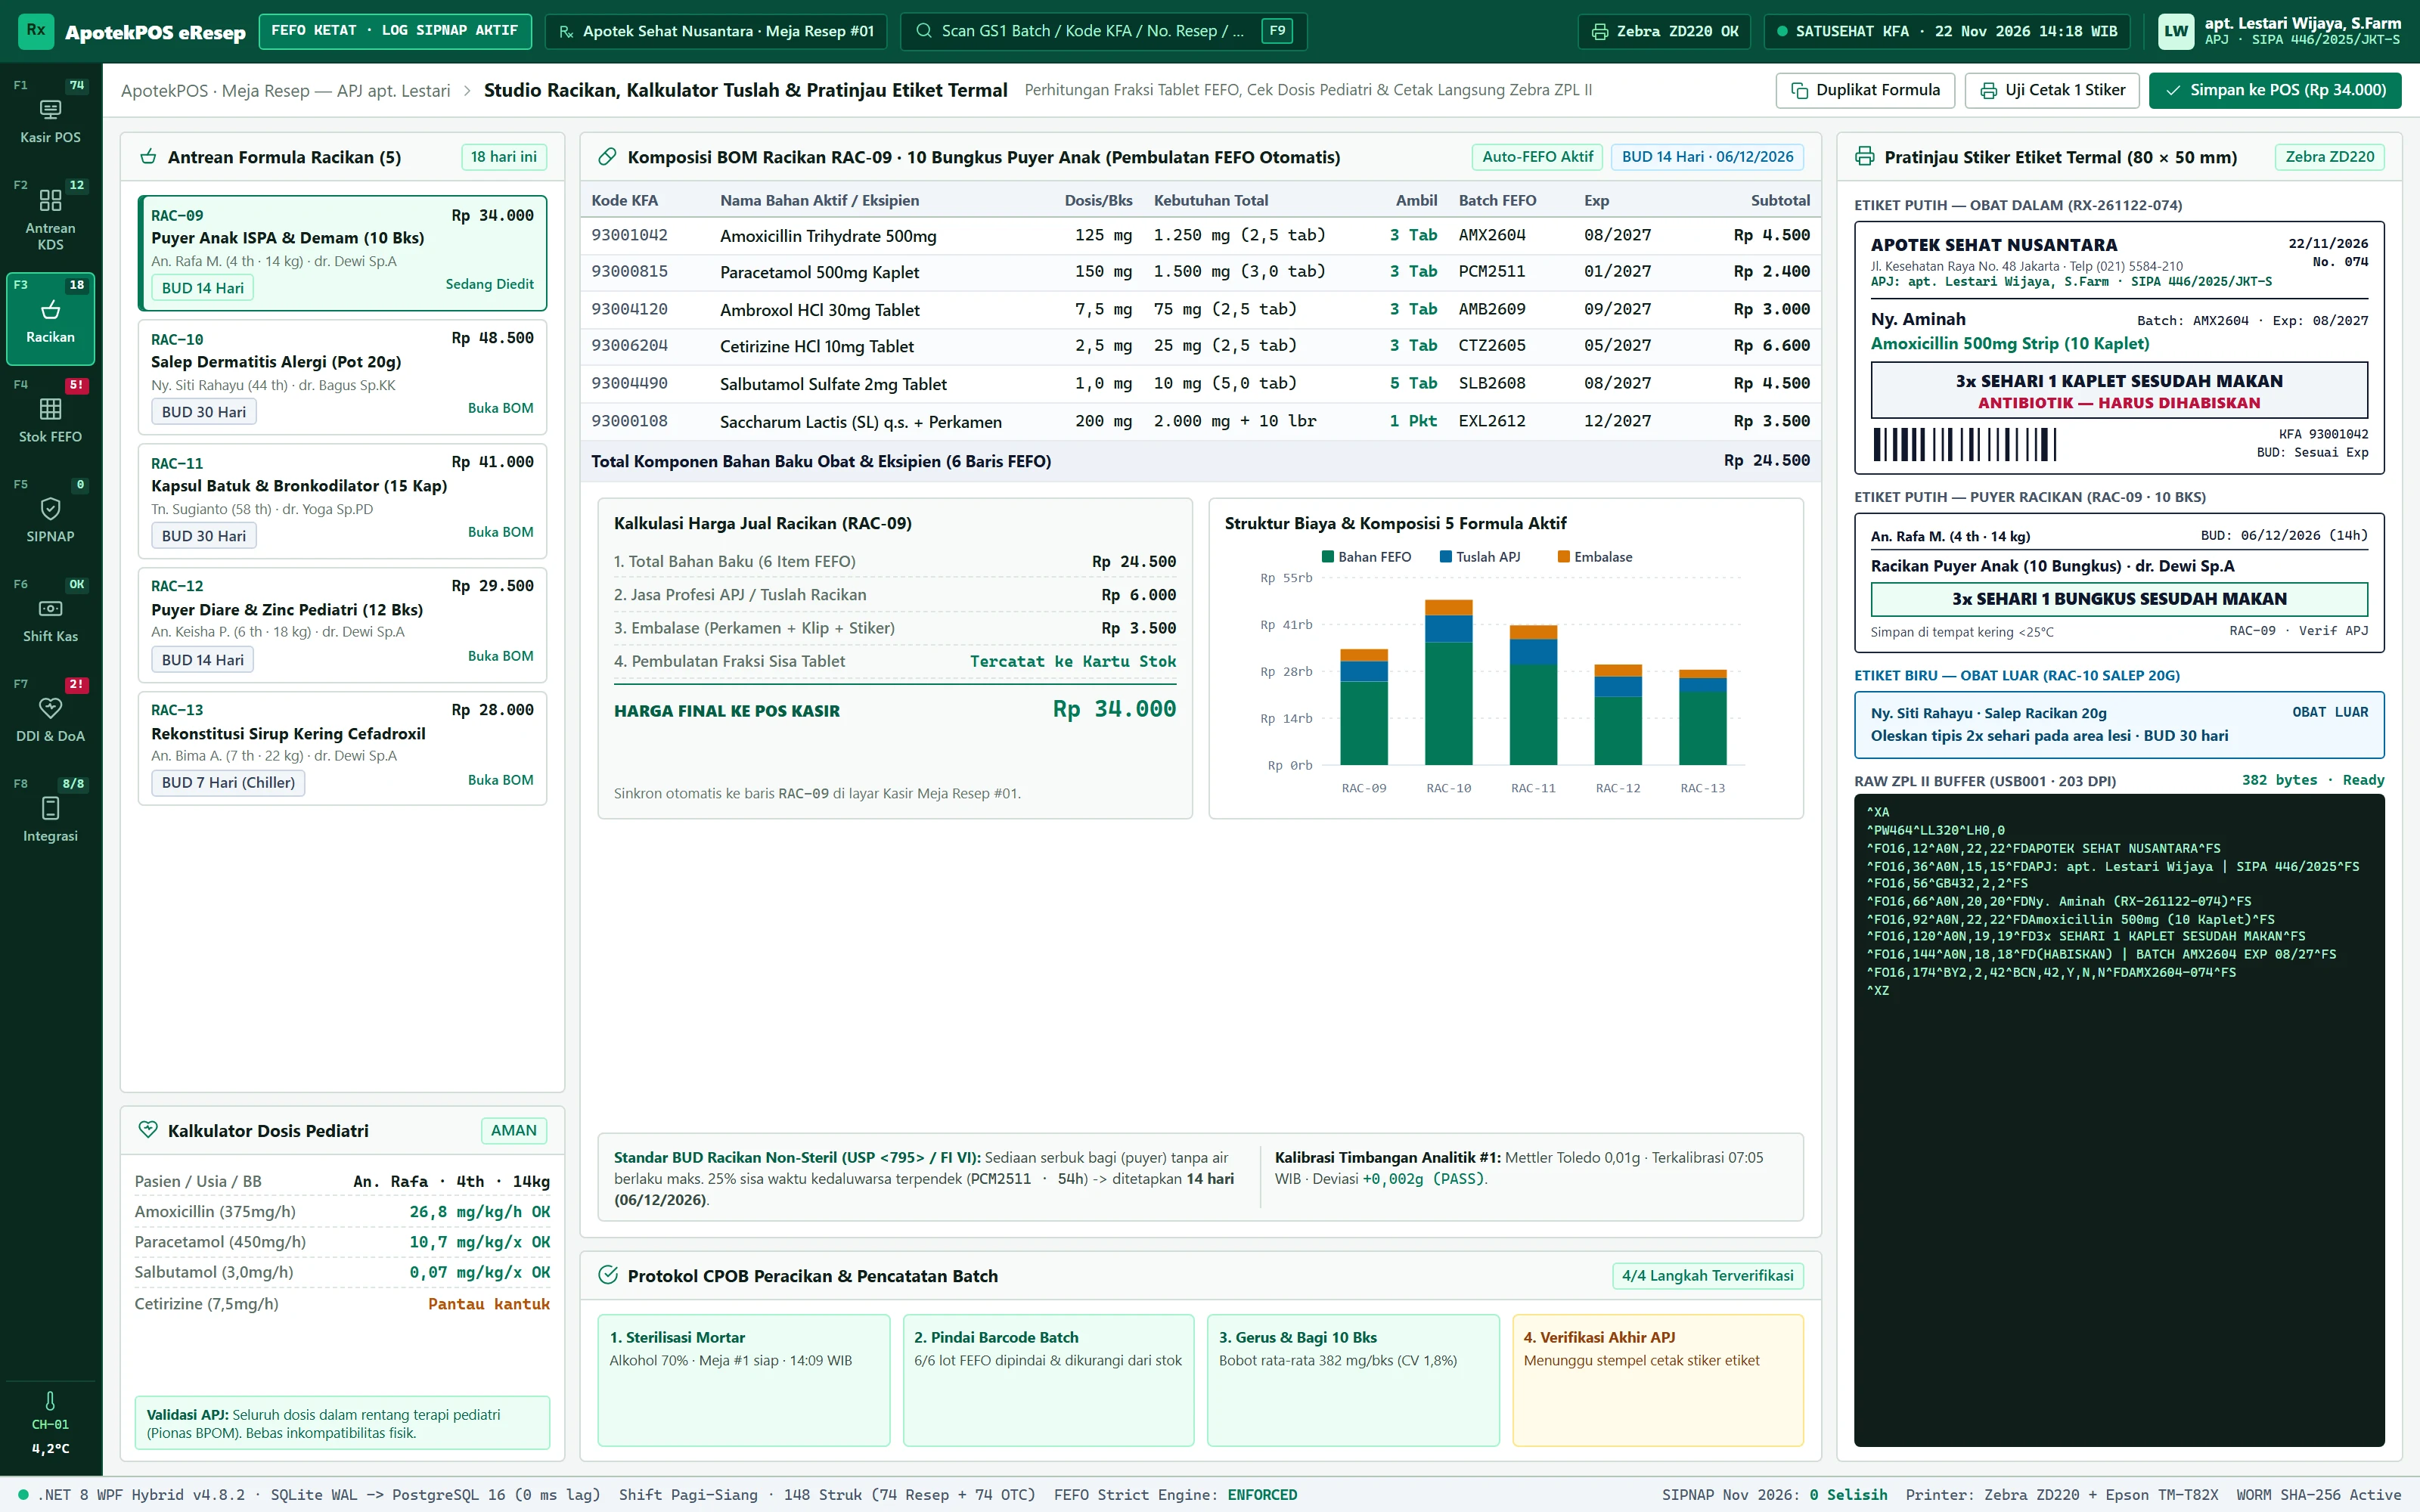 Rx
ApotekPOS eResep
FEFO KETAT · LOG SIPNAP AKTIF
Apotek Sehat Nusantara · Meja Resep #01
Scan GS1 Batch / Kode KFA / No. Resep / ...
F9
Zebra ZD220 OK
SATUSEHAT KFA · 22 Nov 2026 14:18 WIB
LW
apt. Lestari Wijaya, S.Farm
APJ · SIPA 446/2025/JKT-S
F1
74
Kasir POS
F2
12
Antrean
KDS
F3
18
Racikan
F4
5!
Stok FEFO
F5
0
SIPNAP
F6
OK
Shift Kas
F7
2!
DDI & DoA
F8
8/8
Integrasi
CH-01
4,2°C
ApotekPOS · Meja Resep — APJ apt. Lestari
Studio Racikan, Kalkulator Tuslah & Pratinjau Etiket Termal
Perhitungan Fraksi Tablet FEFO, Cek Dosis Pediatri & Cetak Langsung Zebra ZPL II
Duplikat Formula
Uji Cetak 1 Stiker
Simpan ke POS (Rp 34.000)
Antrean Formula Racikan (5)
18 hari ini
RAC-09
Rp 34.000
Puyer Anak ISPA & Demam (10 Bks)
An. Rafa M. (4 th · 14 kg) · dr. Dewi Sp.A
BUD 14 Hari
Sedang Diedit
RAC-10
Rp 48.500
Salep Dermatitis Alergi (Pot 20g)
Ny. Siti Rahayu (44 th) · dr. Bagus Sp.KK
BUD 30 Hari
Buka BOM
RAC-11
Rp 41.000
Kapsul Batuk & Bronkodilator (15 Kap)
Tn. Sugianto (58 th) · dr. Yoga Sp.PD
BUD 30 Hari
Buka BOM
RAC-12
Rp 29.500
Puyer Diare & Zinc Pediatri (12 Bks)
An. Keisha P. (6 th · 18 kg) · dr. Dewi Sp.A
BUD 14 Hari
Buka BOM
RAC-13
Rp 28.000
Rekonstitusi Sirup Kering Cefadroxil
An. Bima A. (7 th · 22 kg) · dr. Dewi Sp.A
BUD 7 Hari (Chiller)
Buka BOM
Kalkulator Dosis Pediatri
AMAN
Pasien / Usia / BB
An. Rafa · 4th · 14kg
Amoxicillin (375mg/h)
26,8 mg/kg/h OK
Paracetamol (450mg/h)
10,7 mg/kg/x OK
Salbutamol (3,0mg/h)
0,07 mg/kg/x OK
Cetirizine (7,5mg/h)
Pantau kantuk
Validasi APJ: Seluruh dosis dalam rentang terapi pediatri
(Pionas BPOM). Bebas inkompatibilitas fisik.
Komposisi BOM Racikan RAC-09 · 10 Bungkus Puyer Anak (Pembulatan FEFO Otomatis)
Auto-FEFO Aktif
BUD 14 Hari · 06/12/2026
Kode KFA Nama Bahan Aktif / Eksipien Dosis/Bks Kebutuhan Total Ambil Batch FEFO Exp Subtotal
93001042 Amoxicillin Trihydrate 500mg 125 mg 1.250 mg (2,5 tab) 3 Tab AMX2604 08/2027 Rp 4.500
93000815 Paracetamol 500mg Kaplet 150 mg 1.500 mg (3,0 tab) 3 Tab PCM2511 01/2027 Rp 2.400
93004120 Ambroxol HCl 30mg Tablet 7,5 mg 75 mg (2,5 tab) 3 Tab AMB2609 09/2027 Rp 3.000
93006204 Cetirizine HCl 10mg Tablet 2,5 mg 25 mg (2,5 tab) 3 Tab CTZ2605 05/2027 Rp 6.600
93004490 Salbutamol Sulfate 2mg Tablet 1,0 mg 10 mg (5,0 tab) 5 Tab SLB2608 08/2027 Rp 4.500
93000108 Saccharum Lactis (SL) q.s. + Perkamen 200 mg 2.000 mg + 10 lbr 1 Pkt EXL2612 12/2027 Rp 3.500
Total Komponen Bahan Baku Obat & Eksipien (6 Baris FEFO) Rp 24.500
Kalkulasi Harga Jual Racikan (RAC-09)
1. Total Bahan Baku (6 Item FEFO)
Rp 24.500
2. Jasa Profesi APJ / Tuslah Racikan
Rp 6.000
3. Embalase (Perkamen + Klip + Stiker)
Rp 3.500
4. Pembulatan Fraksi Sisa Tablet
Tercatat ke Kartu Stok
HARGA FINAL KE POS KASIR
Rp 34.000
Sinkron otomatis ke baris RAC-09 di layar Kasir Meja Resep #01.
Struktur Biaya & Komposisi 5 Formula Aktif
Bahan FEFO
Tuslah APJ
Embalase
Rp 55rb
Rp 41rb
Rp 28rb
Rp 14rb
Rp 0rb
RAC-09
RAC-10
RAC-11
RAC-12
RAC-13
Standar BUD Racikan Non-Steril (USP <795> / FI VI): Sediaan serbuk bagi (puyer) tanpa air
berlaku maks. 25% sisa waktu kedaluwarsa terpendek (PCM2511 · 54h) -> ditetapkan 14 hari
(06/12/2026).
Kalibrasi Timbangan Analitik #1: Mettler Toledo 0,01g · Terkalibrasi 07:05
WIB · Deviasi +0,002g (PASS).
Protokol CPOB Peracikan & Pencatatan Batch
4/4 Langkah Terverifikasi
1. Sterilisasi Mortar
Alkohol 70% · Meja #1 siap · 14:09 WIB
2. Pindai Barcode Batch
6/6 lot FEFO dipindai & dikurangi dari stok
3. Gerus & Bagi 10 Bks
Bobot rata-rata 382 mg/bks (CV 1,8%)
4. Verifikasi Akhir APJ
Menunggu stempel cetak stiker etiket
Pratinjau Stiker Etiket Termal (80 × 50 mm)
Zebra ZD220
ETIKET PUTIH — OBAT DALAM (RX-261122-074)
APOTEK SEHAT NUSANTARA
22/11/2026
Jl. Kesehatan Raya No. 48 Jakarta · Telp (021) 5584-210
No. 074
APJ: apt. Lestari Wijaya, S.Farm · SIPA 446/2025/JKT-S
Ny. Aminah
Batch: AMX2604 · Exp: 08/2027
Amoxicillin 500mg Strip (10 Kaplet)
3x SEHARI 1 KAPLET SESUDAH MAKAN
ANTIBIOTIK — HARUS DIHABISKAN
KFA 93001042
BUD: Sesuai Exp
ETIKET PUTIH — PUYER RACIKAN (RAC-09 · 10 BKS)
An. Rafa M. (4 th · 14 kg)
BUD: 06/12/2026 (14h)
Racikan Puyer Anak (10 Bungkus) · dr. Dewi Sp.A
3x SEHARI 1 BUNGKUS SESUDAH MAKAN
Simpan di tempat kering <25°C
RAC-09 · Verif APJ
ETIKET BIRU — OBAT LUAR (RAC-10 SALEP 20G)
Ny. Siti Rahayu · Salep Racikan 20g
OBAT LUAR
Oleskan tipis 2x sehari pada area lesi · BUD 30 hari
RAW ZPL II BUFFER (USB001 · 203 DPI)
382 bytes · Ready
^XA
^PW464^LL320^LH0,0
^FO16,12^A0N,22,22^FDAPOTEK SEHAT NUSANTARA^FS
^FO16,36^A0N,15,15^FDAPJ: apt. Lestari Wijaya | SIPA 446/2025^FS
^FO16,56^GB432,2,2^FS
^FO16,66^A0N,20,20^FDNy. Aminah (RX-261122-074)^FS
^FO16,92^A0N,22,22^FDAmoxicillin 500mg (10 Kaplet)^FS
^FO16,120^A0N,19,19^FD3x SEHARI 1 KAPLET SESUDAH MAKAN^FS
^FO16,144^A0N,18,18^FD(HABISKAN) | BATCH AMX2604 EXP 08/27^FS
^FO16,174^BY2,2,42^BCN,42,Y,N,N^FDAMX2604-074^FS
^XZ
.NET 8 WPF Hybrid v4.8.2 · SQLite WAL -> PostgreSQL 16 (0 ms lag)
Shift Pagi-Siang · 148 Struk (74 Resep + 74 OTC)
FEFO Strict Engine: ENFORCED
SIPNAP Nov 2026: 0 Selisih
Printer: Zebra ZD220 + Epson TM-T82X
WORM SHA-256 Active